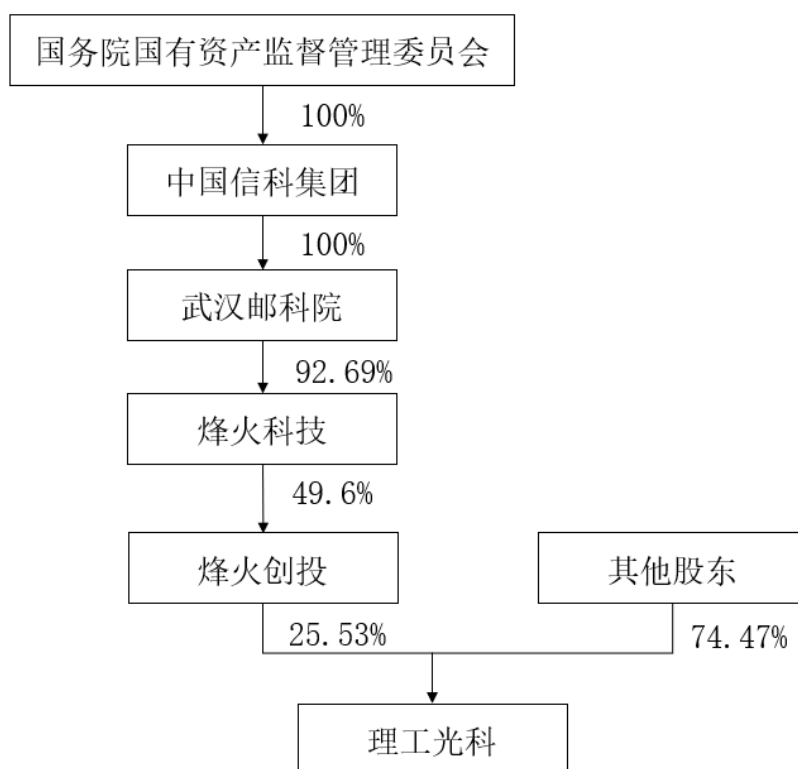 国务院国有资产监督管理委员会
100%
中国信科集团
100%
武汉邮科院
92.69%
烽火科技
49.6%
烽火创投
其他股东
25.53%
74.47%
理工光科